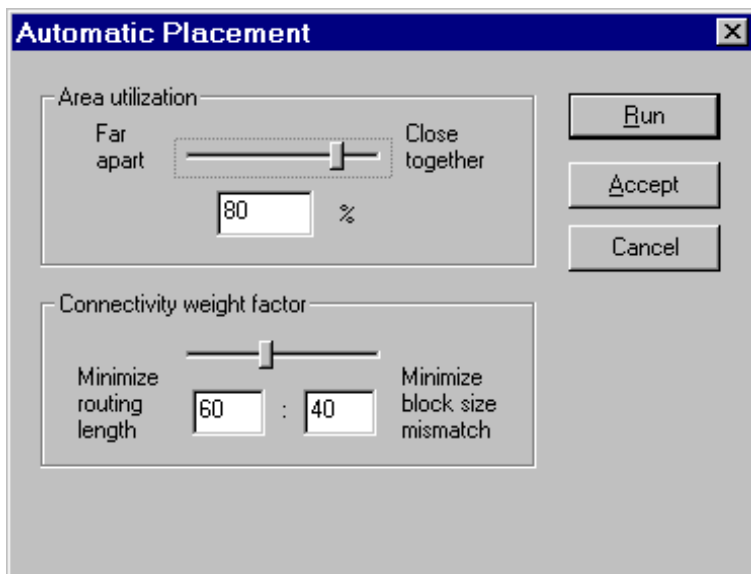 Automatic Placement
Area utilization
Far
apart
Close
together
80 %
Run
Accept
Cancel
Connectivity weight factor
Minimize
routing
length
60 : 40
Minimize
block size
mismatch